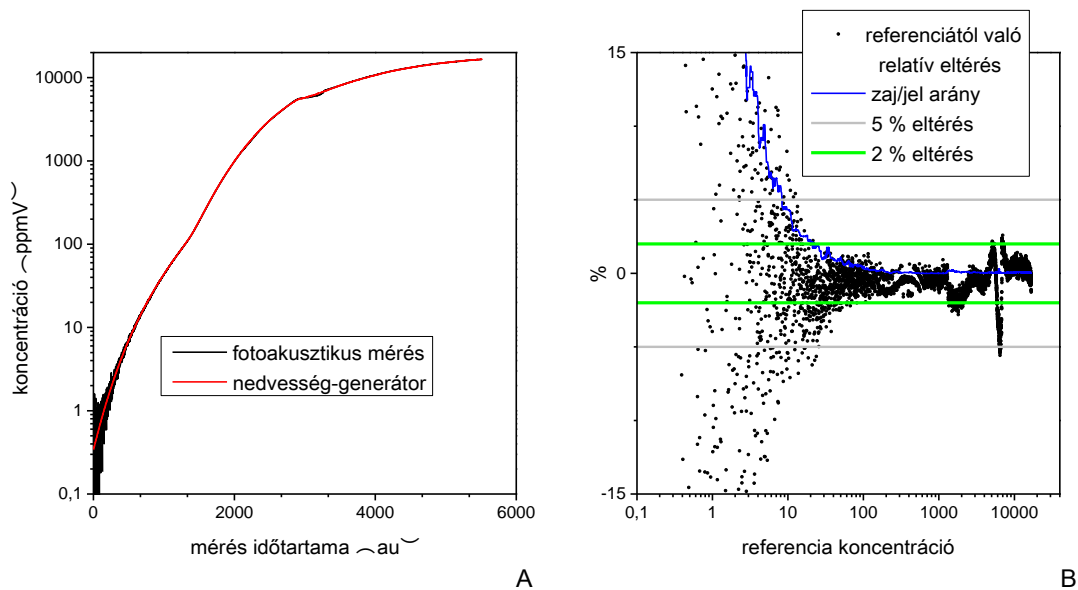 10000
1000
100
10
1
0,1
koncentráció ⏜ppmV⏝
fotoakusztikus mérés
nedvesség-generátor
0
2000
4000
6000
mérés időtartama ⏜au⏝
A
15
0
-15
%
referenciától való
relatív eltérés
zaj/jel arány
5 % eltérés
2 % eltérés
0,1
1
10
100
1000
10000
referencia koncentráció
B